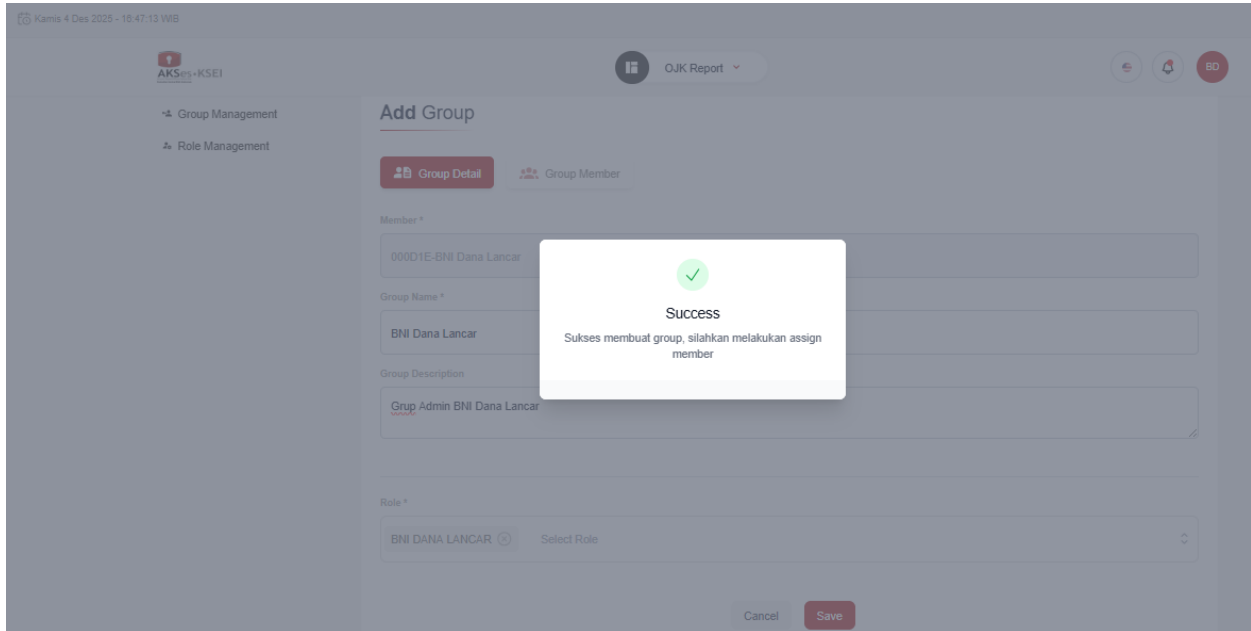 Kamis 4 Des 2025 - 16:47:13 WIB
AKSes-KSEI
OJK Report
BD
Group Management
Role Management
Add Group
Group Detail
Group Member
Member *
000D1E-BNI Dana Lancar
Group Name *
BNI Dana Lancar
Group Description
Grup Admin BNI Dana Lancar
Success
Sukses membuat group, silahkan melakukan assign
member
Role *
BNI DANA LANCAR
Select Role
Cancel
Save